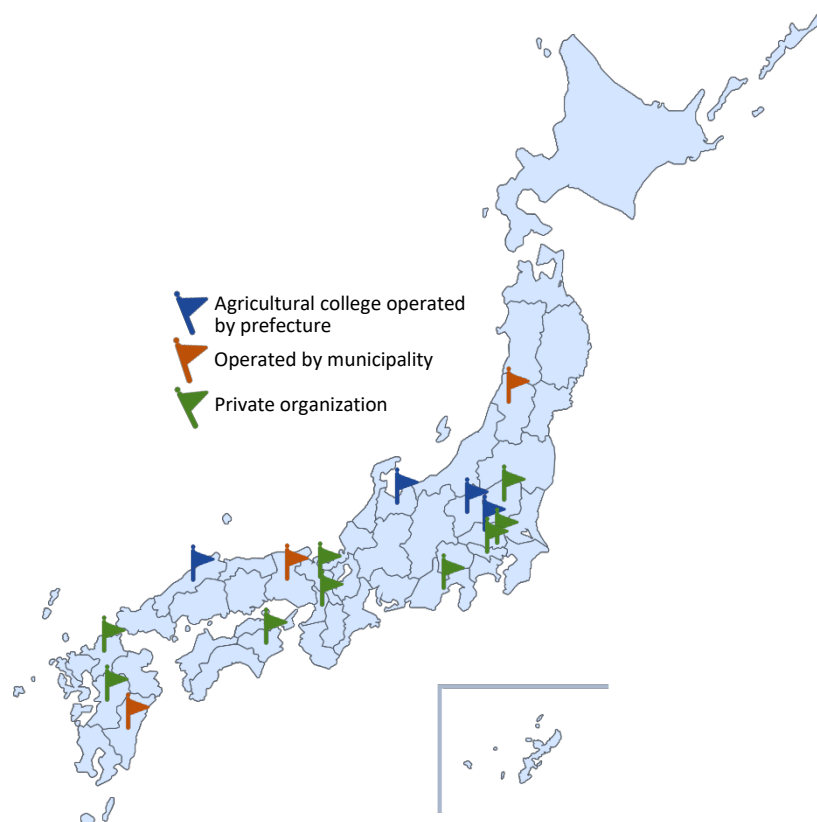 Agricultural college operated
by prefecture
Operated by municipality
Private organization